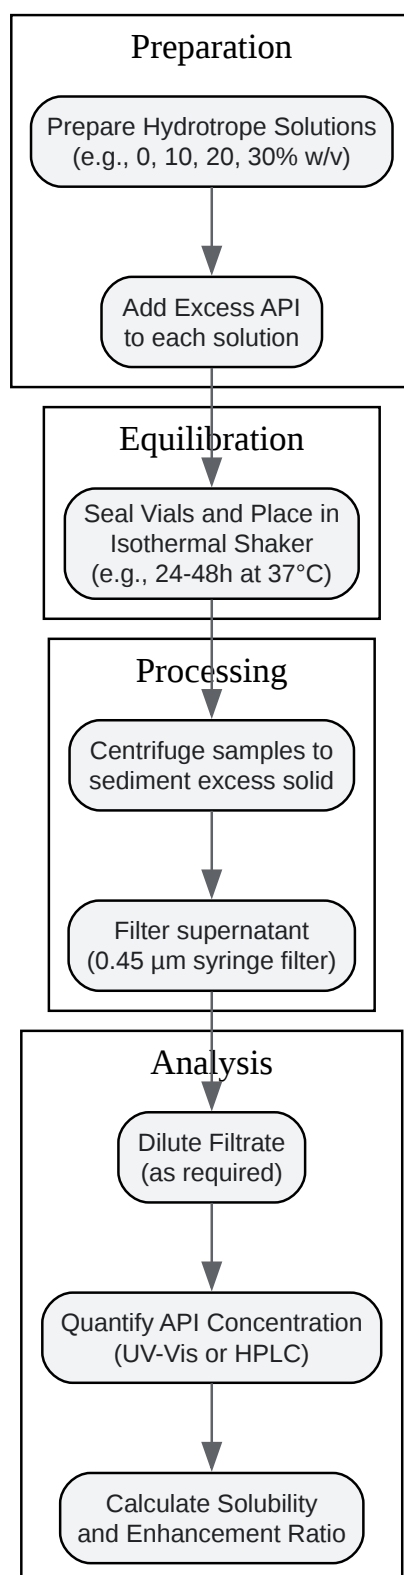 Preparation
Prepare Hydrotrope Solutions
(e.g., 0, 10, 20, 30% w/v)
Add Excess API
to each solution
Equilibration
Seal Vials and Place in
Isothermal Shaker
(e.g., 24-48h at 37°C)
Processing
Centrifuge samples to
sediment excess solid
Filter supernatant
(0.45 µm syringe filter)
Analysis
Dilute Filtrate
(as required)
Quantify API Concentration
(UV-Vis or HPLC)
Calculate Solubility
and Enhancement Ratio